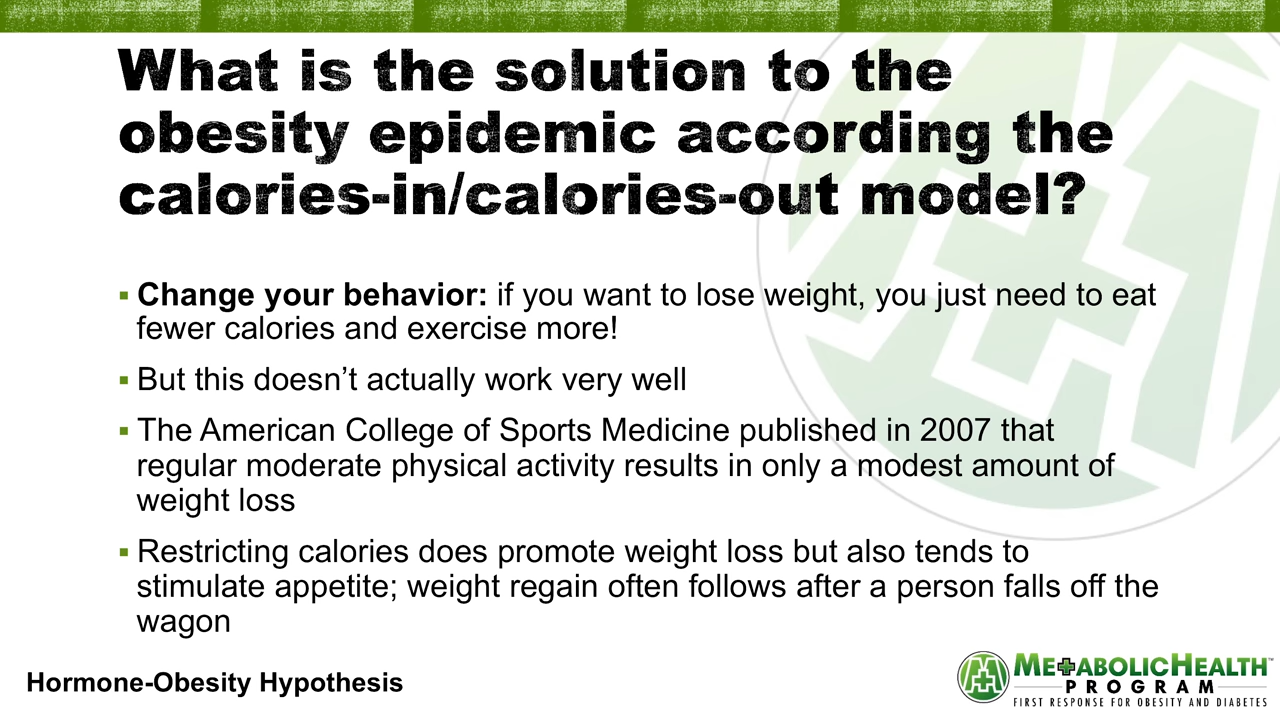 What is the solution to the
obesity epidemic according the
calories-in/calories-out model?
▪ Change your behavior: if you want to lose weight, you just need to eat
fewer calories and exercise more!
▪ But this doesn’t actually work very well
▪ The American College of Sports Medicine published in 2007 that
regular moderate physical activity results in only a modest amount of
weight loss
▪ Restricting calories does promote weight loss but also tends to
stimulate appetite; weight regain often follows after a person falls off the
wagon
Hormone-Obesity Hypothesis
METABOLICHEALTH™
PROGRAM
FIRST RESPONSE FOR OBESITY AND DIABETES